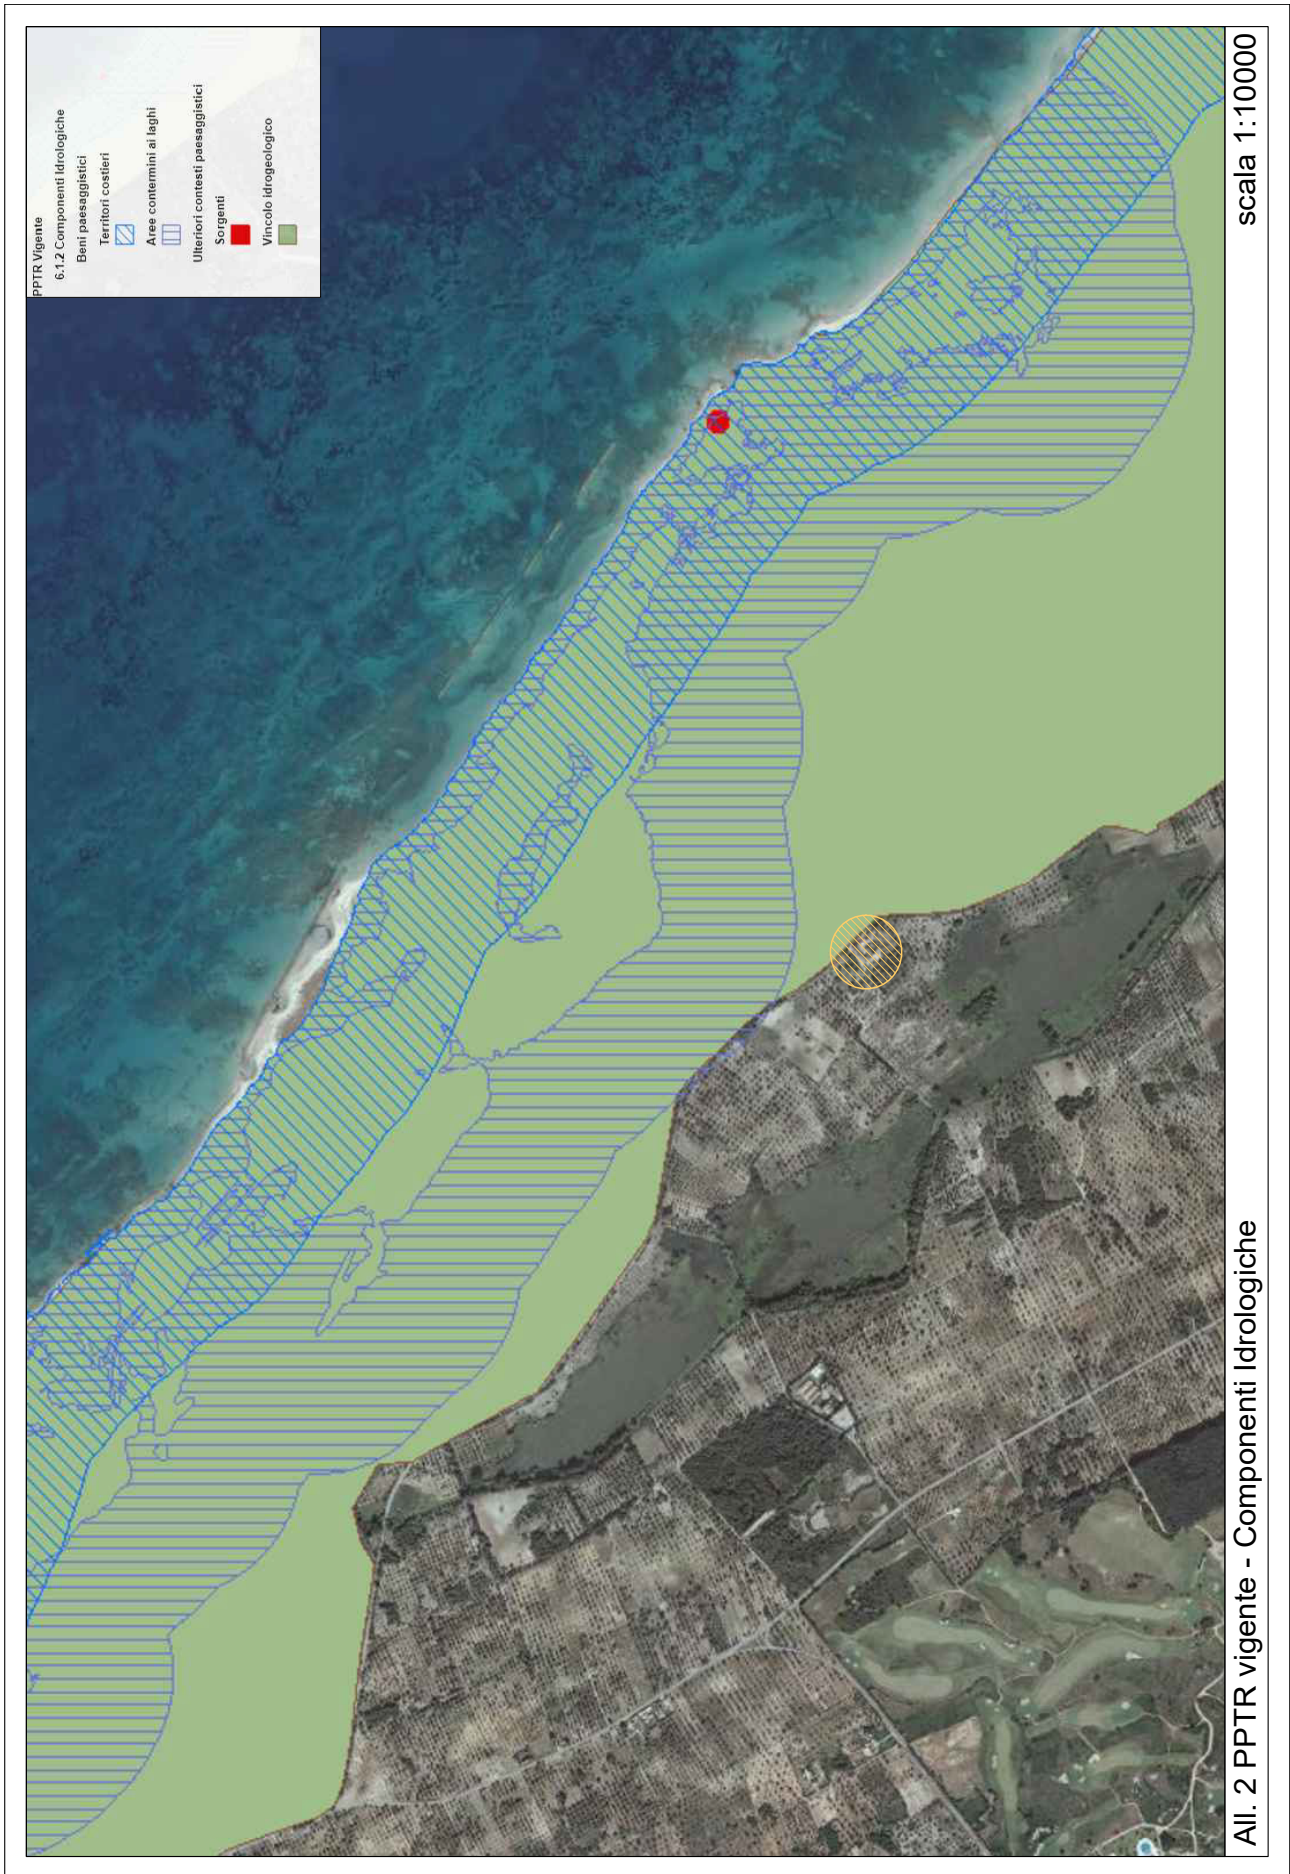 PPTR Vigente
6.1.2 Componenti Idrologiche
Beni paesaggistici
Territori costieri
Aree contermini ai laghi
Ulteriori contesti paesaggistici
Sorgenti
Vincolo idrogeologico
All. 2 PPTR vigente - Componenti Idrologiche
scala 1:10000